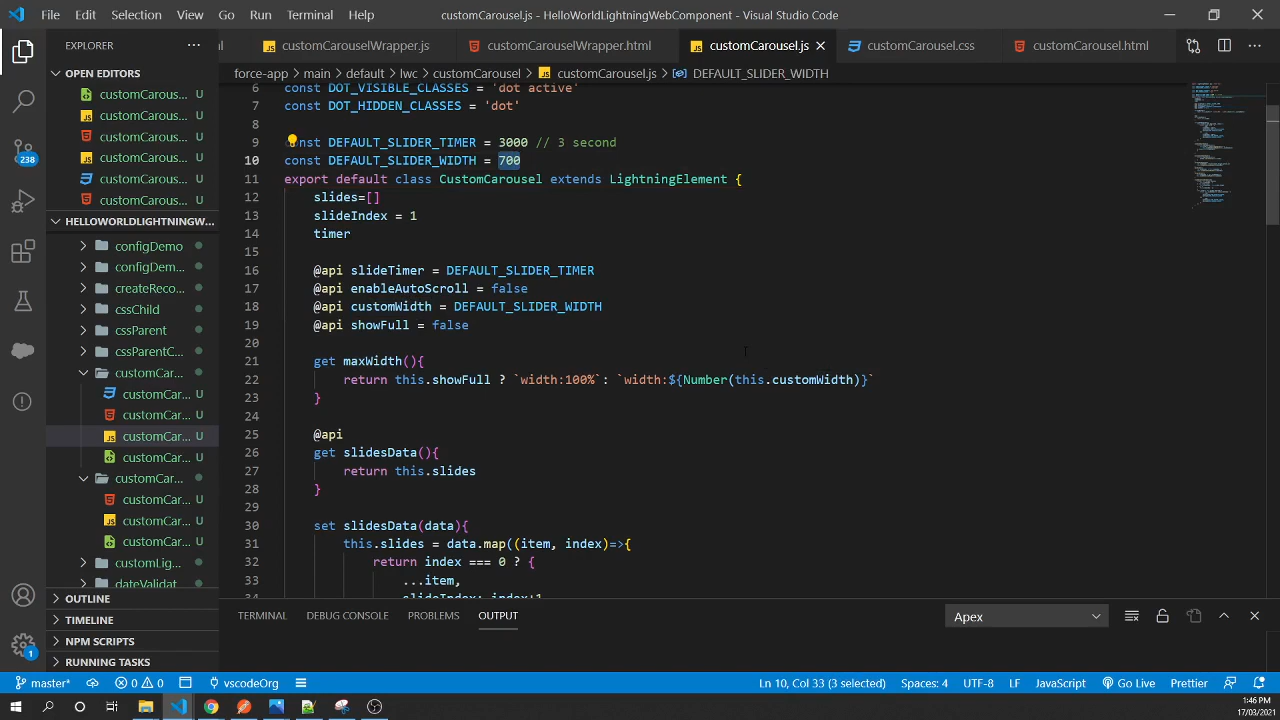 File Edit Selection View Go Run Terminal Help customCarousel.js - HelloWorldLightningWebComponent - Visual Studio Code
EXPLORER ··· customCarouselWrapper.js customCarouselWrapper.html customCarousel.js customCarousel.css customCarousel.html ···
OPEN EDITORS
force-app > main > default > lwc > customCarousel > customCarousel.js > DEFAULT_SLIDER_WIDTH
customCarous... U
customCarous... U
customCarous... U
customCarous... U
customCarous... U
customCarous... U
HELLOWORLDLIGHTNINGW...
configDemo
configDem...
createReco...
cssChild
cssParent
cssParentC...
customCar...
customCar... U
customCar... U
customCar... U
customCar... U
customCar...
customCar... U
customCar... U
customCar... U
customLig...
dateValidat...
OUTLINE
TIMELINE
NPM SCRIPTS
RUNNING TASKS
238
1
6 const DOT_VISIBLE_CLASSES = 'dot active'
7 const DOT_HIDDEN_CLASSES = 'dot'
8
9 const DEFAULT_SLIDER_TIMER = 3000 // 3 second
10 const DEFAULT_SLIDER_WIDTH = 700
11 export default class CustomCarousel extends LightningElement {
12 slides=[]
13 slideIndex = 1
14 timer
15
16 @api slideTimer = DEFAULT_SLIDER_TIMER
17 @api enableAutoScroll = false
18 @api customWidth = DEFAULT_SLIDER_WIDTH
19 @api showFull = false
20
21 get maxWidth(){
22 return this.showFull ? `width:100%`: `width:${Number(this.customWidth)}`
23 }
24
25 @api
26 get slidesData(){
27 return this.slides
28 }
29
30 set slidesData(data){
31 this.slides = data.map((item, index)=>{
32 return index === 0 ? {
33 ...item,
slideIndex: index+1
TERMINAL DEBUG CONSOLE PROBLEMS OUTPUT Apex
master* 0 0 vscodeOrg Ln 10, Col 33 (3 selected) Spaces: 4 UTF-8 LF JavaScript Go Live Prettier
1:46 PM
17/03/2021